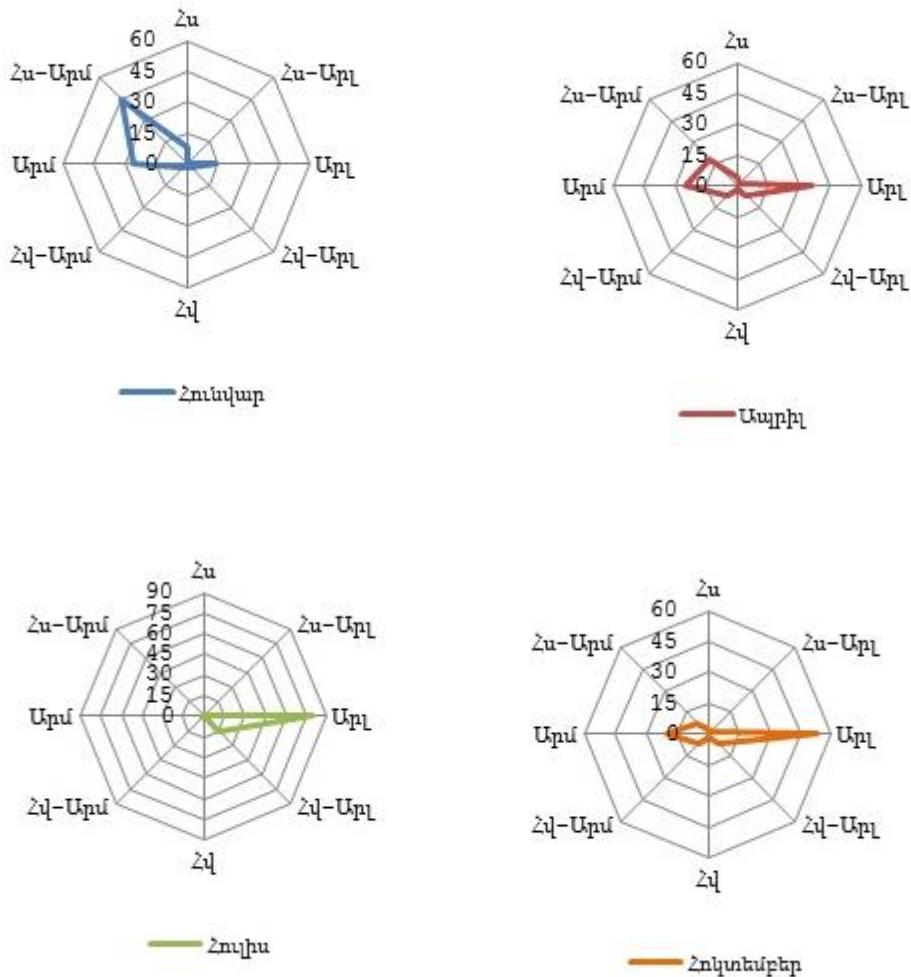 Հս
60
Հս-Արմ
Հս-Արլ
45
30
15
Արմ
0
Արլ
Հվ-Արմ
Հվ-Արլ
Հվ
Հունվար
Հս
60
Հս-Արմ
Հս-Արլ
45
30
15
Արմ
0
Արլ
Հվ-Արմ
Հվ-Արլ
Հվ
Ապրիլ
Հս
90
75
Հս-Արմ
Հս-Արլ
60
45
30
15
Արմ
0
Արլ
Հվ-Արմ
Հվ-Արլ
Հվ
Հուլիս
Հս
60
Հս-Արմ
Հս-Արլ
45
30
15
Արմ
0
Արլ
Հվ-Արմ
Հվ-Արլ
Հվ
Հոկտեմբեր